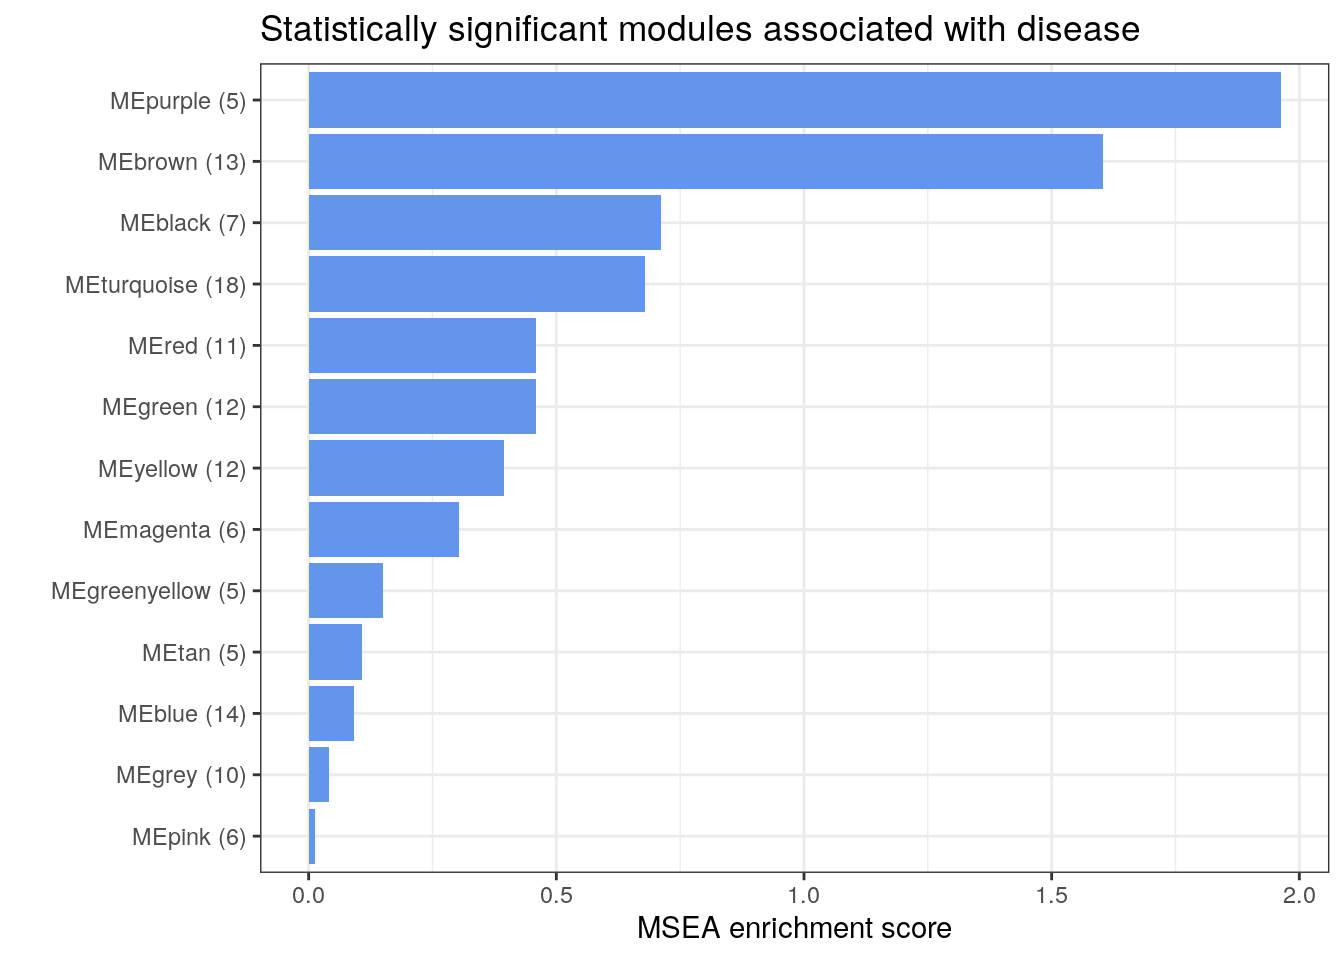 Statistically significant modules associated with disease
MEpurple (5)
MEbrown (13)
MEblack (7)
MEturquoise (18)
MEred (11)
MEgreen (12)
MEyellow (12)
MEmagenta (6)
MEgreenyellow (5)
MEtan (5)
MEblue (14)
MEgrey (10)
MEpink (6)
0.0 0.5 1.0 1.5 2.0
MSEA enrichment score